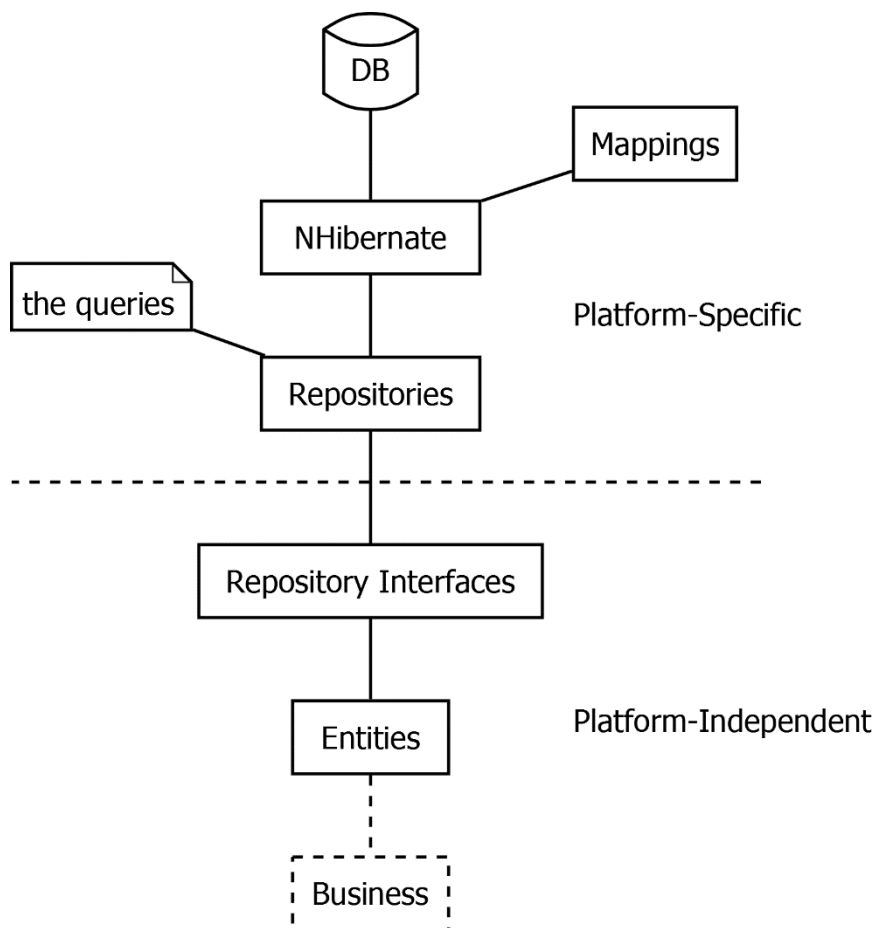 DB
Mappings
NHibernate
the queries
Platform-Specific
Repositories
Repository Interfaces
Platform-Independent
Entities
Business